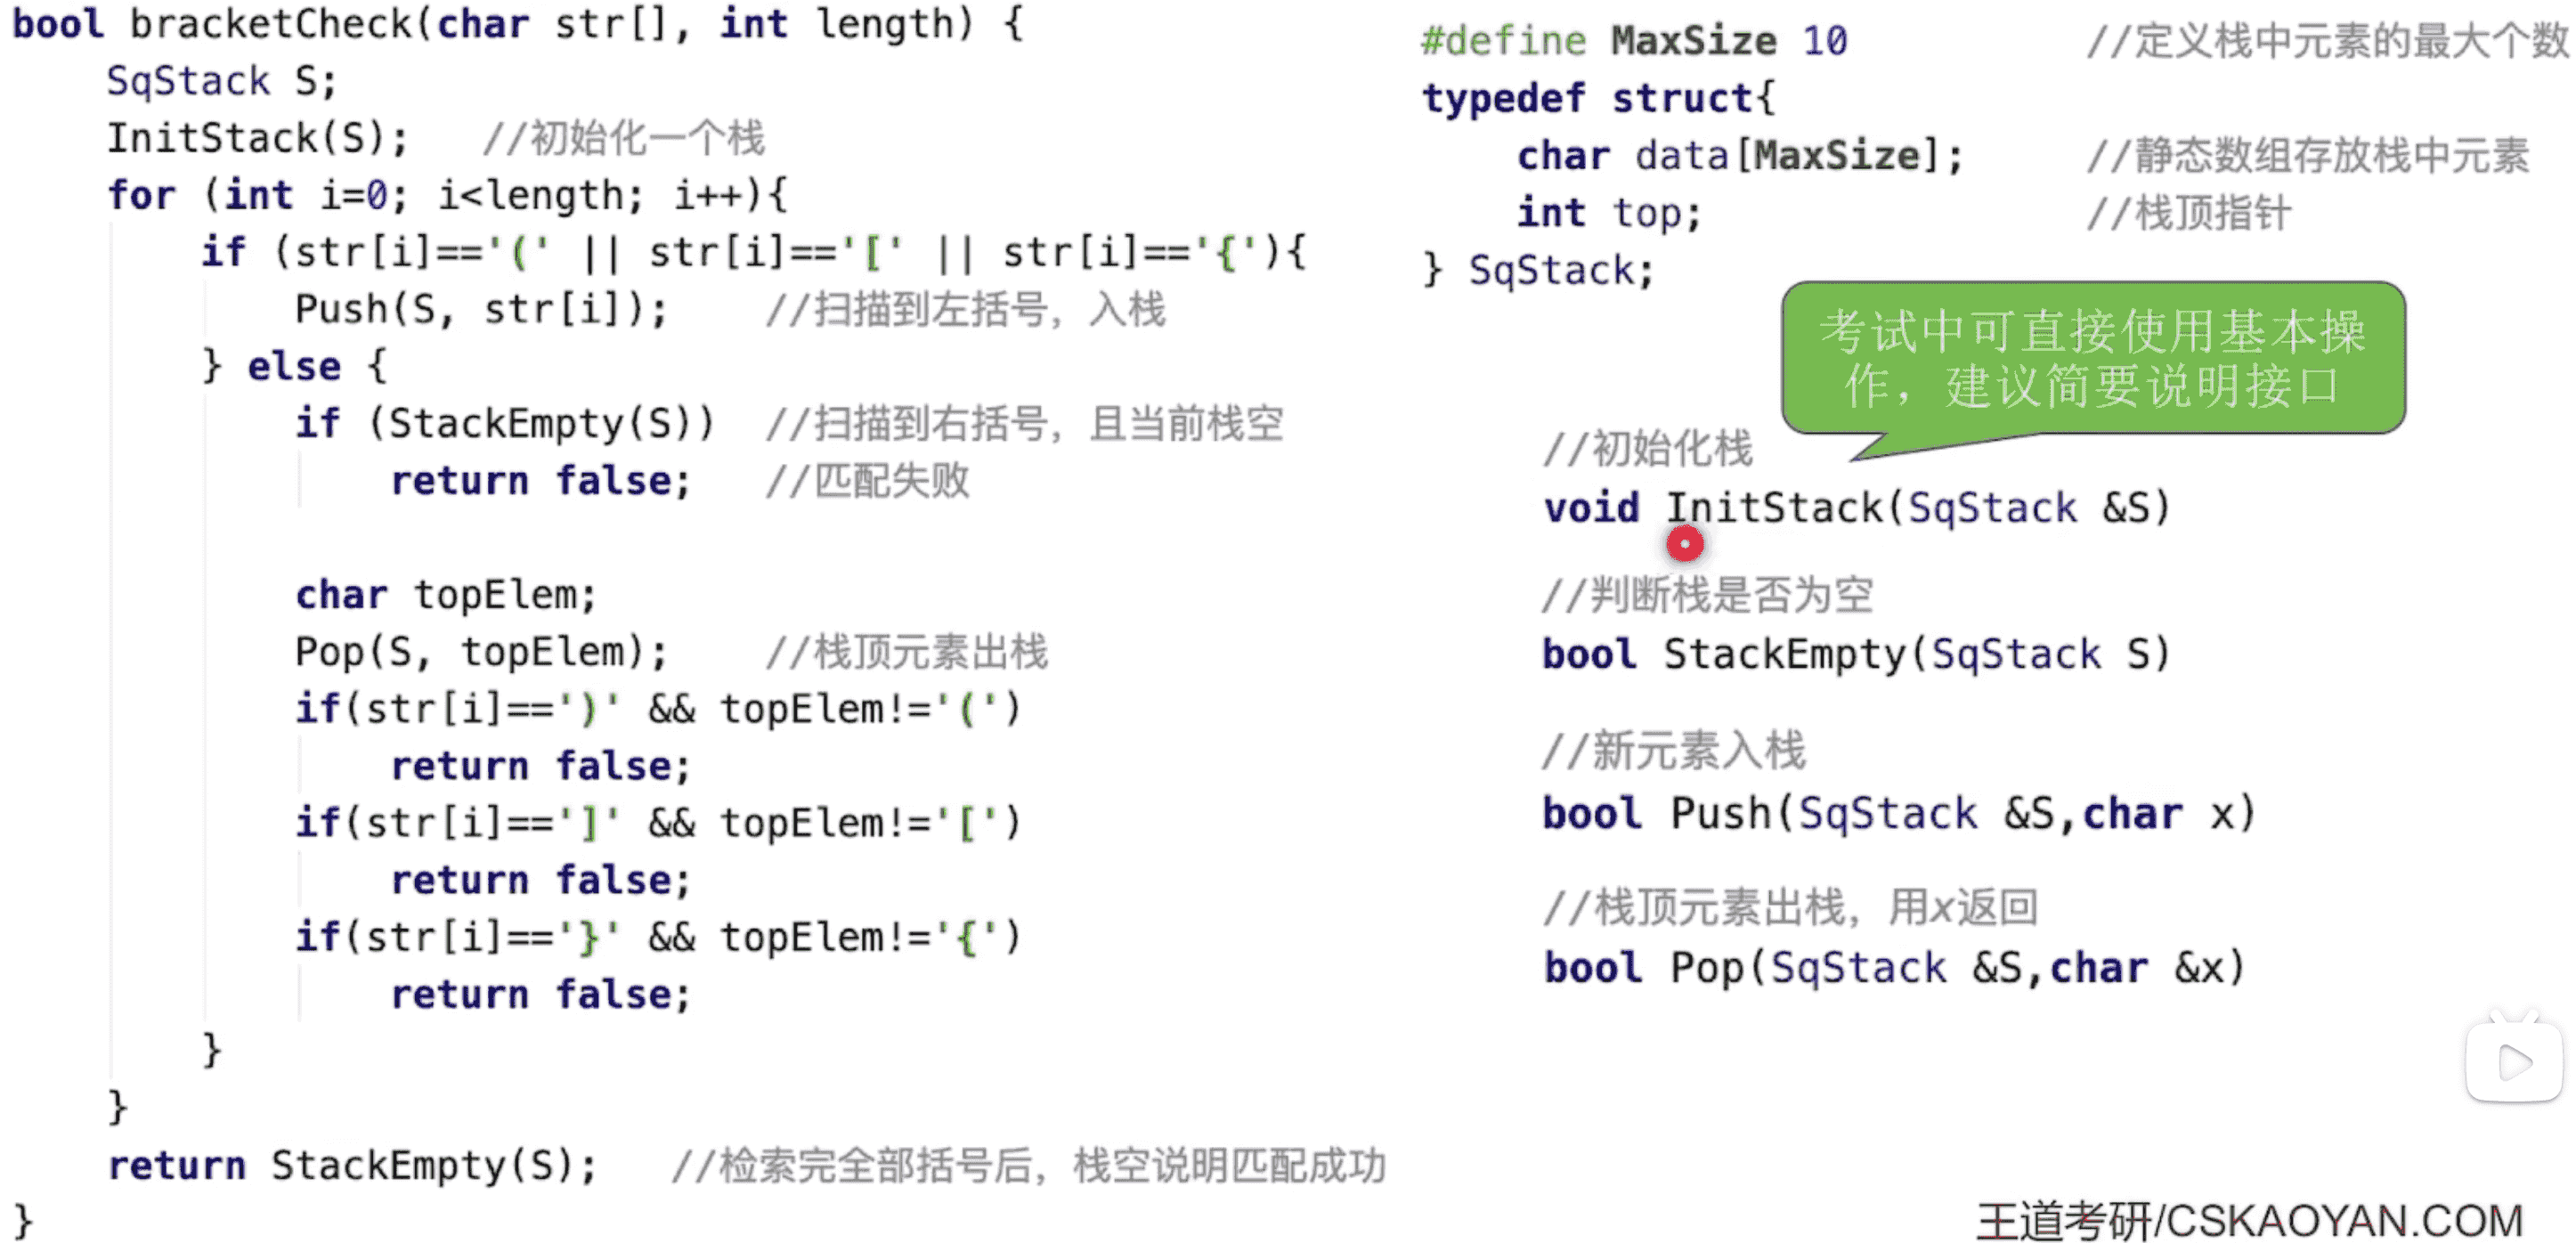 bool bracketCheck(char str[], int length) {
    SqStack S;
    InitStack(S);   //初始化一个栈
    for (int i=0; i<length; i++){
        if (str[i]=='(' || str[i]=='[' || str[i]=='{'){
            Push(S, str[i]);    //扫描到左括号，入栈
        } else {
            if (StackEmpty(S))  //扫描到右括号，且当前栈空
                return false;   //匹配失败
            char topElem;
            Pop(S, topElem);    //栈顶元素出栈
            if(str[i]==')' && topElem!='(')
                return false;
            if(str[i]==']' && topElem!='[')
                return false;
            if(str[i]=='}' && topElem!='{')
                return false;
        }
    }
    return StackEmpty(S);   //检索完全部括号后，栈空说明匹配成功
}
#define MaxSize 10          //定义栈中元素的最大个数
typedef struct{
    char data[MaxSize];     //静态数组存放栈中元素
    int top;                //栈顶指针
} SqStack;
考试中可直接使用基本操
作，建议简要说明接口
//初始化栈
void InitStack(SqStack &S)
//判断栈是否为空
bool StackEmpty(SqStack S)
//新元素入栈
bool Push(SqStack &S,char x)
//栈顶元素出栈，用x返回
bool Pop(SqStack &S,char &x)
王道考研/CSKAOYAN.COM